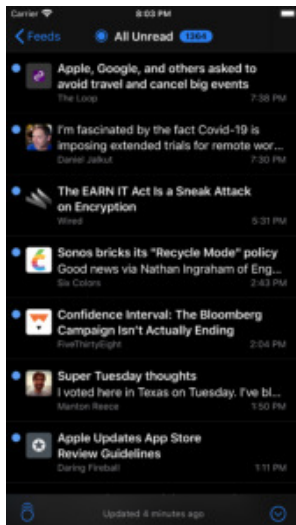 Carrier 8:03 PM
Feeds All Unread 1364
Apple, Google, and others asked to
avoid travel and cancel big events
The Loop 7:38 PM
I'm fascinated by the fact Covid-19 is
imposing extended trials for remote wor...
Daniel Jalkut 7:30 PM
The EARN IT Act Is a Sneak Attack
on Encryption
Wired 5:31 PM
Sonos bricks its "Recycle Mode" policy
Good news via Nathan Ingraham of Eng...
Six Colors 2:43 PM
Confidence Interval: The Bloomberg
Campaign Isn't Actually Ending
FiveThirtyEight 2:04 PM
Super Tuesday thoughts
I voted here in Texas on Tuesday. I've bl...
Manton Reece 1:50 PM
Apple Updates App Store
Review Guidelines
Daring Fireball 1:11 PM
Updated 4 minutes ago